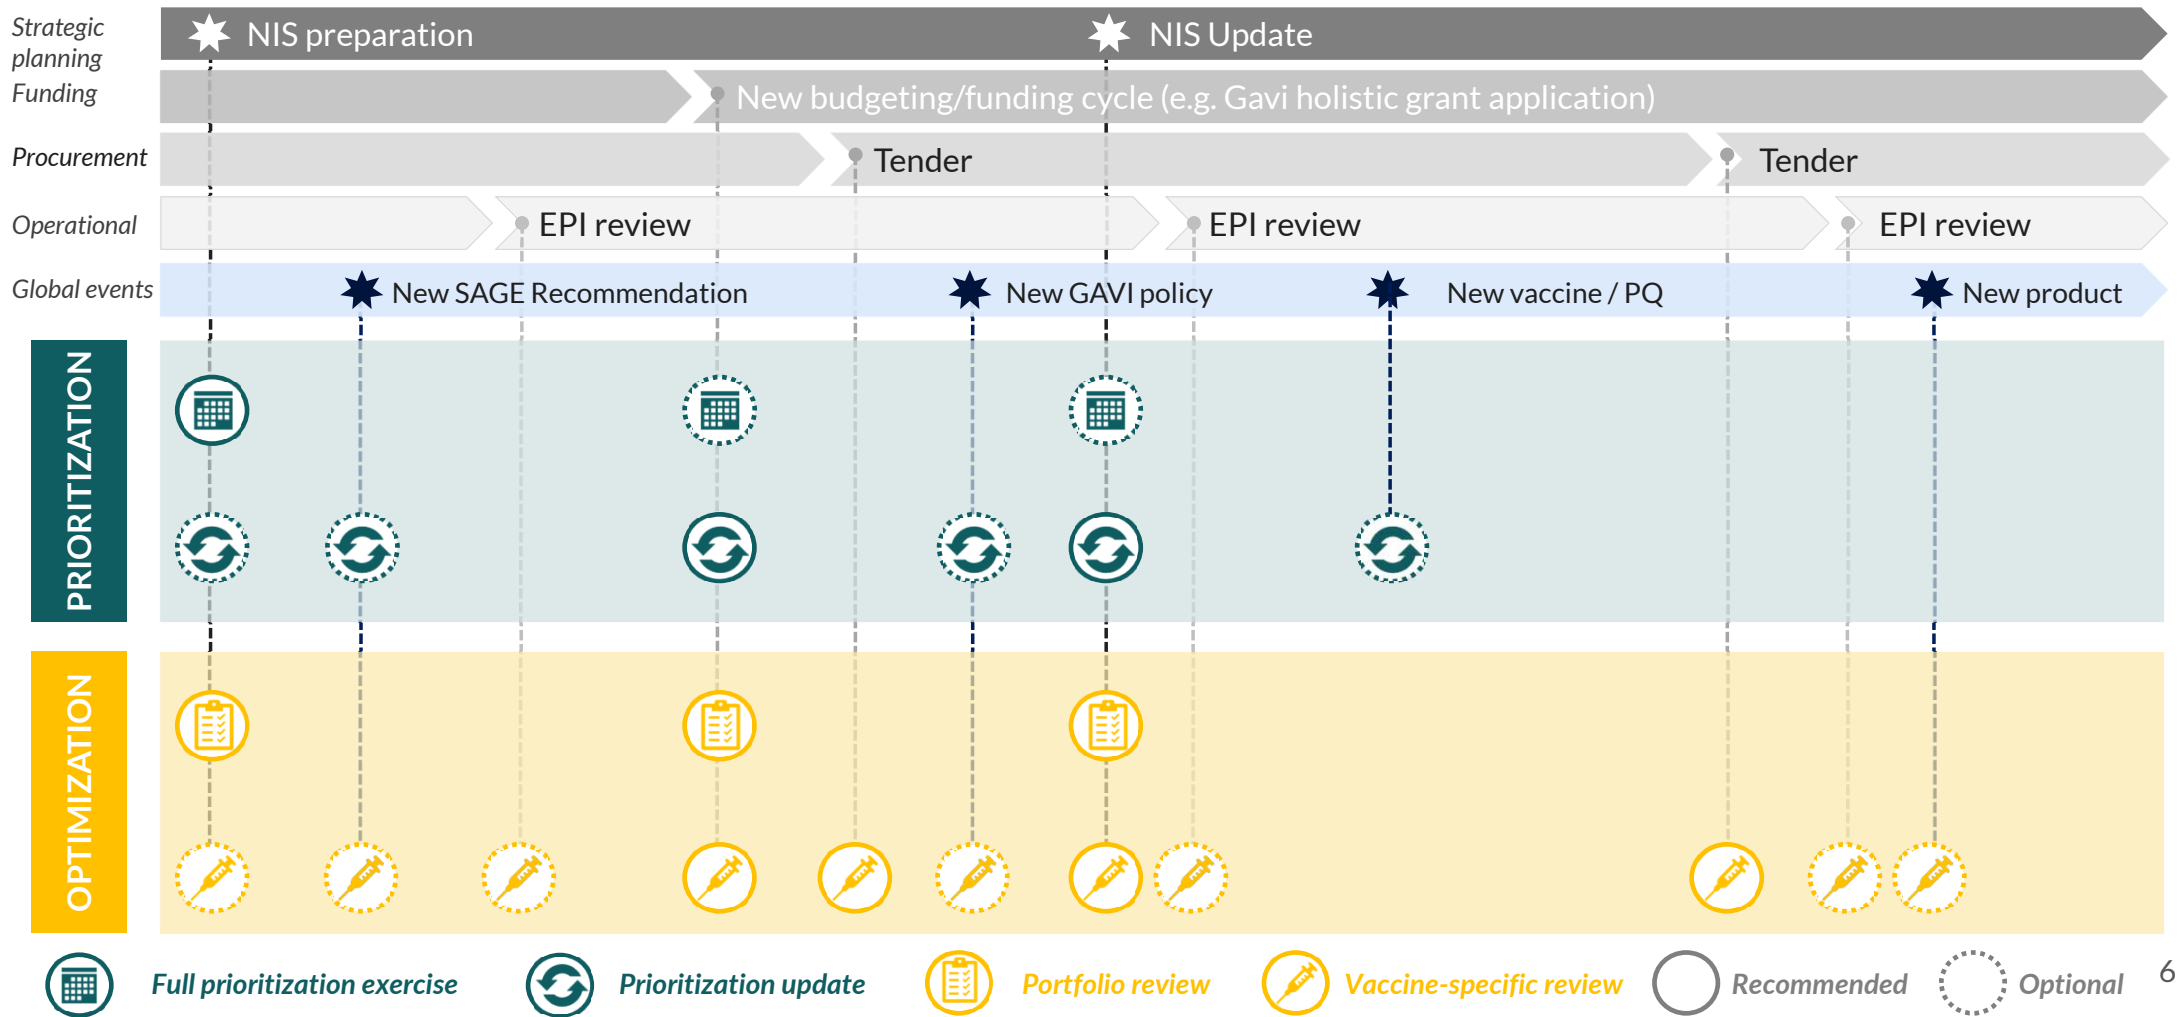 Strategic
planning
NIS preparation
NIS Update
Funding
New budgeting/funding cycle (e.g. Gavi holistic grant application)
Procurement
Tender
Tender
Operational
EPI review
EPI review
EPI review
Global events
New SAGE Recommendation
New GAVI policy
New vaccine / PQ
New product
PRIORITIZATION
OPTIMIZATION
Full prioritization exercise
Prioritization update
Portfolio review
Vaccine-specific review
Recommended
Optional
6